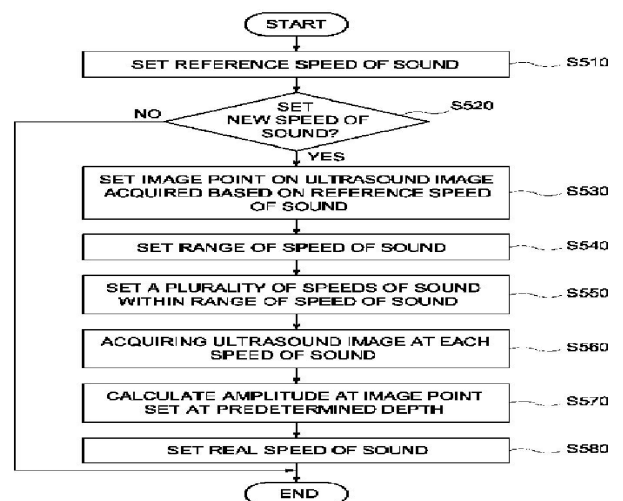 START
SET REFERENCE SPEED OF SOUND
S510
SET
NEW SPEED OF
SOUND?
S520
NO
YES
SET IMAGE POINT ON ULTRASOUND IMAGE
ACQUIRED BASED ON REFERENCE SPEED
OF SOUND
S530
SET RANGE OF SPEED OF SOUND
S540
SET A PLURALITY OF SPEEDS OF SOUND
WITHIN RANGE OF SPEED OF SOUND
S550
ACQUIRING ULTRASOUND IMAGE AT EACH
SPEED OF SOUND
S560
CALCULATE AMPLITUDE AT IMAGE POINT
SET AT PREDETERMINED DEPTH
S570
SET REAL SPEED OF SOUND
S580
END